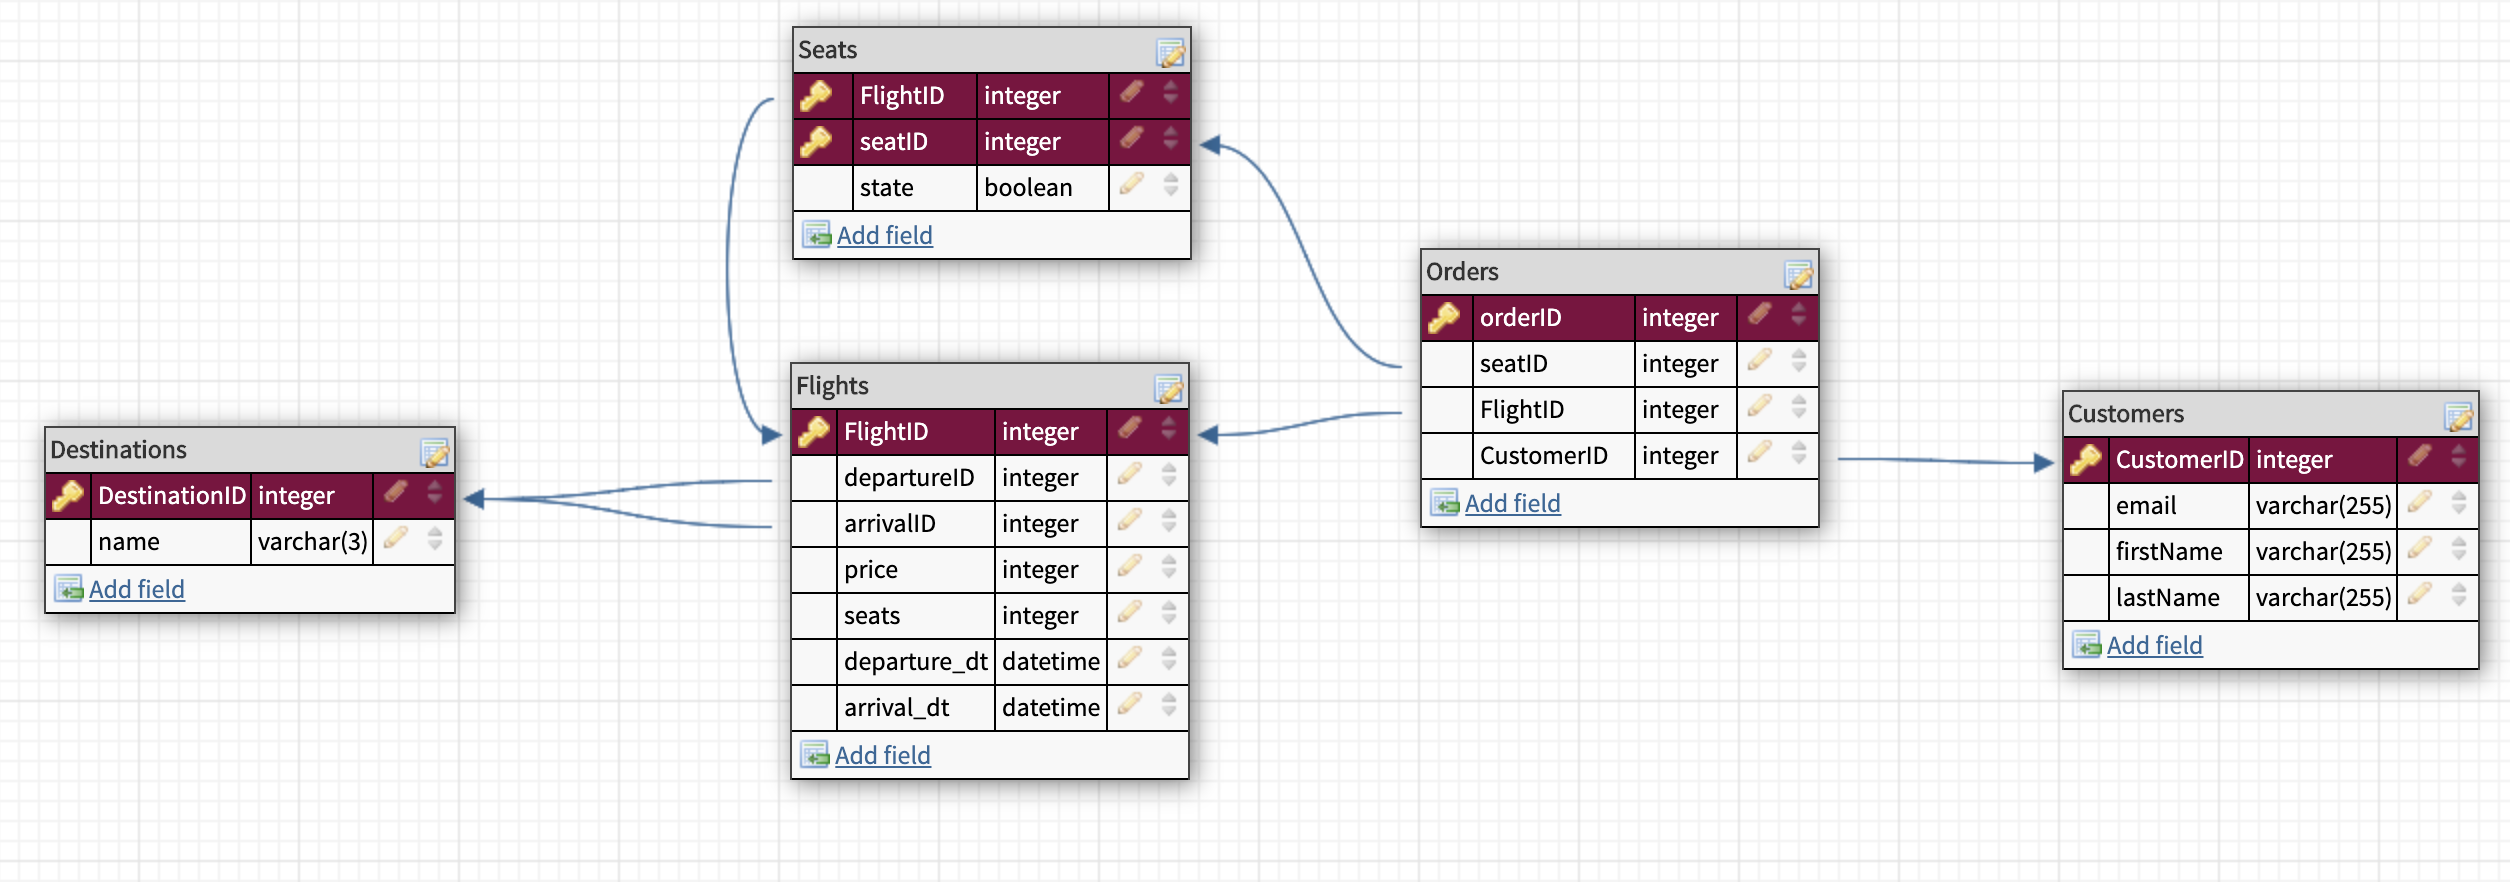 Seats
FlightID integer
seatID integer
state boolean
Add field
Orders
orderID integer
seatID integer
FlightID integer
CustomerID integer
Add field
Flights
FlightID integer
departureID integer
arrivalID integer
price integer
seats integer
departure_dt datetime
arrival_dt datetime
Add field
Destinations
DestinationID integer
name varchar(3)
Add field
Customers
CustomerID integer
email varchar(255)
firstName varchar(255)
lastName varchar(255)
Add field